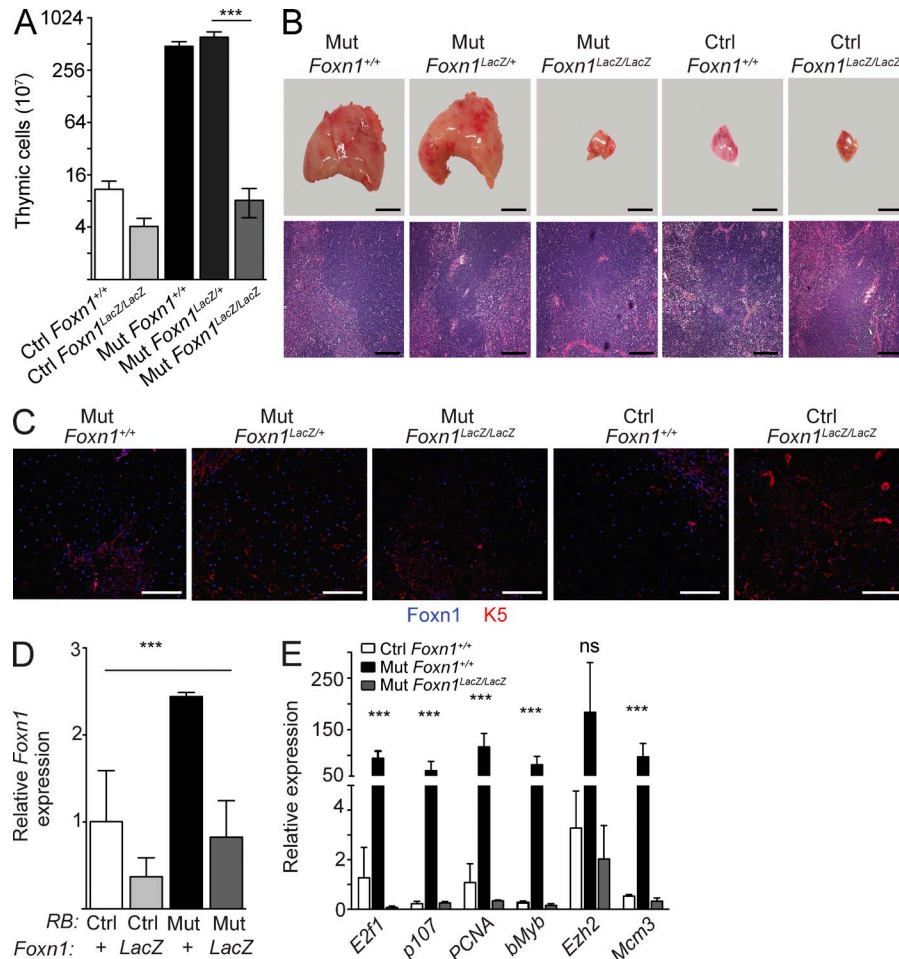 A
Thymic cells (10⁷)
1024
256
64
16
4
***
Ctrl Foxn1+/+
Ctrl Foxn1LacZ/LacZ
Mut Foxn1+/+
Mut Foxn1LacZ/+
Mut Foxn1LacZ/LacZ
B
Mut Mut Mut Ctrl Ctrl
Foxn1+/+ Foxn1LacZ/+ Foxn1LacZ/LacZ Foxn1+/+ Foxn1LacZ/LacZ
C
Mut Mut Mut Ctrl Ctrl
Foxn1+/+ Foxn1LacZ/+ Foxn1LacZ/LacZ Foxn1+/+ Foxn1LacZ/LacZ
Foxn1 K5
D
Relative Foxn1
expression
3
2
1
0
***
RB: Ctrl Ctrl Mut Mut
Foxn1: + LacZ + LacZ
E
Ctrl Foxn1+/+
Mut Foxn1+/+
Mut Foxn1LacZ/LacZ
Relative expression
250
150
50
4
2
0
*** *** *** *** ns ***
E2f1 p107 PCNA bMyb Ezh2 Mcm3